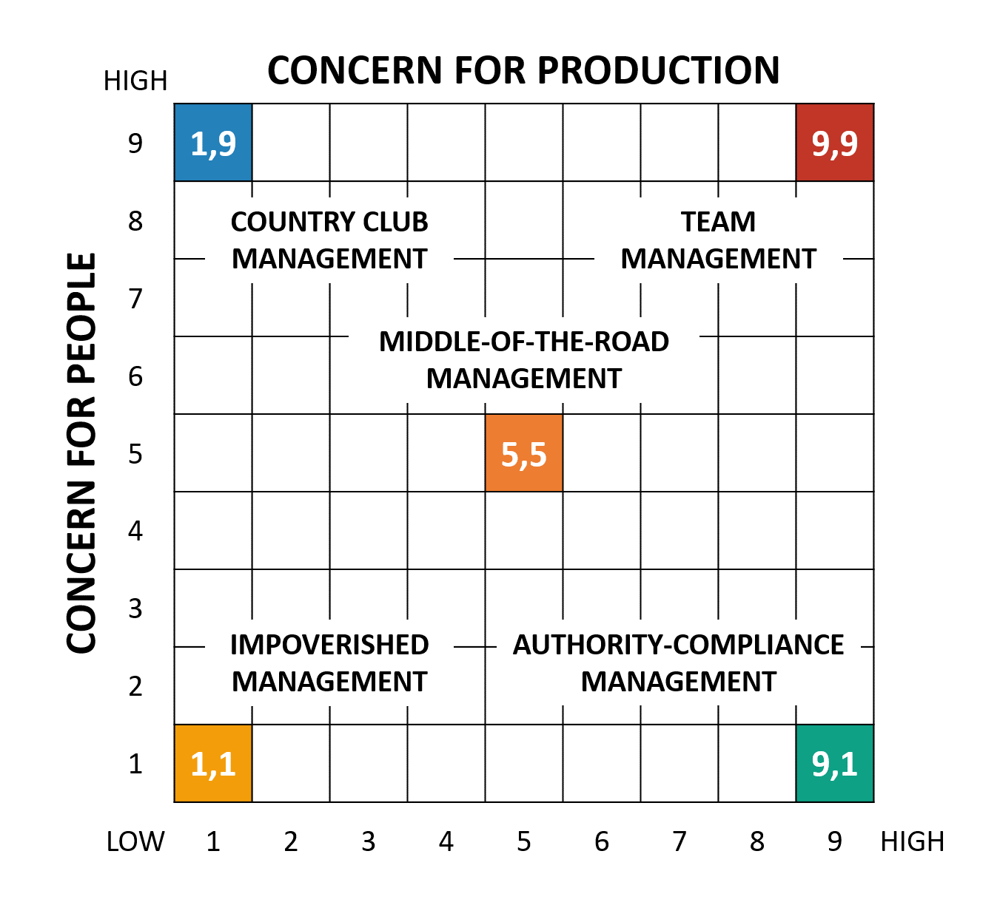 CONCERN FOR PRODUCTION
HIGH
CONCERN FOR PEOPLE
9
1,9
9,9
8
COUNTRY CLUB
MANAGEMENT
TEAM
MANAGEMENT
7
MIDDLE-OF-THE-ROAD
MANAGEMENT
6
5
5,5
4
3
IMPOVERISHED
MANAGEMENT
AUTHORITY-COMPLIANCE
MANAGEMENT
2
1
1,1
9,1
LOW 1 2 3 4 5 6 7 8 9 HIGH